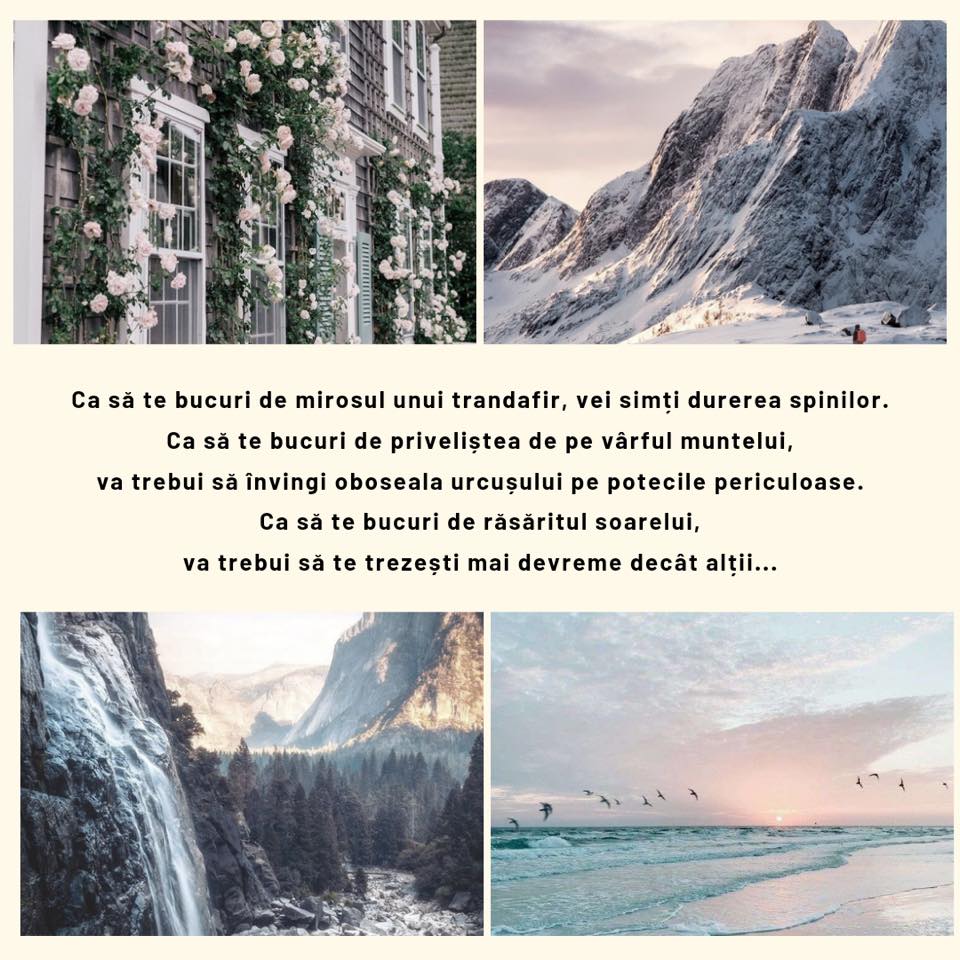 Ca să te bucuri de mirosul unui trandafir, vei simți durerea spinilor.
Ca să te bucuri de priveliștea de pe vârful muntelui,
va trebui să învingi oboseala urcușului pe potecile periculoase.
Ca să te bucuri de răsăritul soarelui,
va trebui să te trezești mai devreme decât alții...